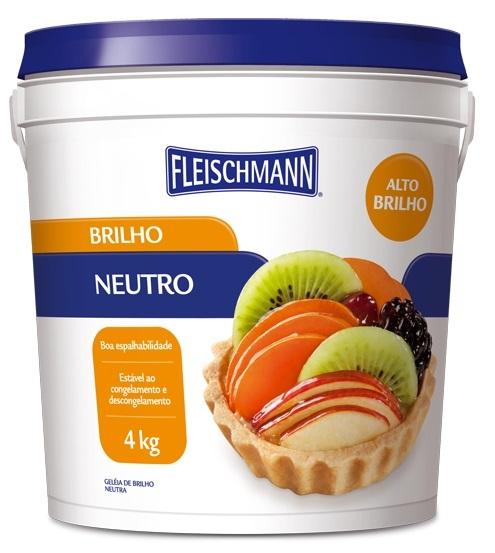 FLEISCHMANN®
ALTO
BRILHO
BRILHO
NEUTRO
Boa espalhabilidade
Estável ao
congelamento e
descongelamento
4 kg
GELÉIA DE BRILHO
NEUTRA